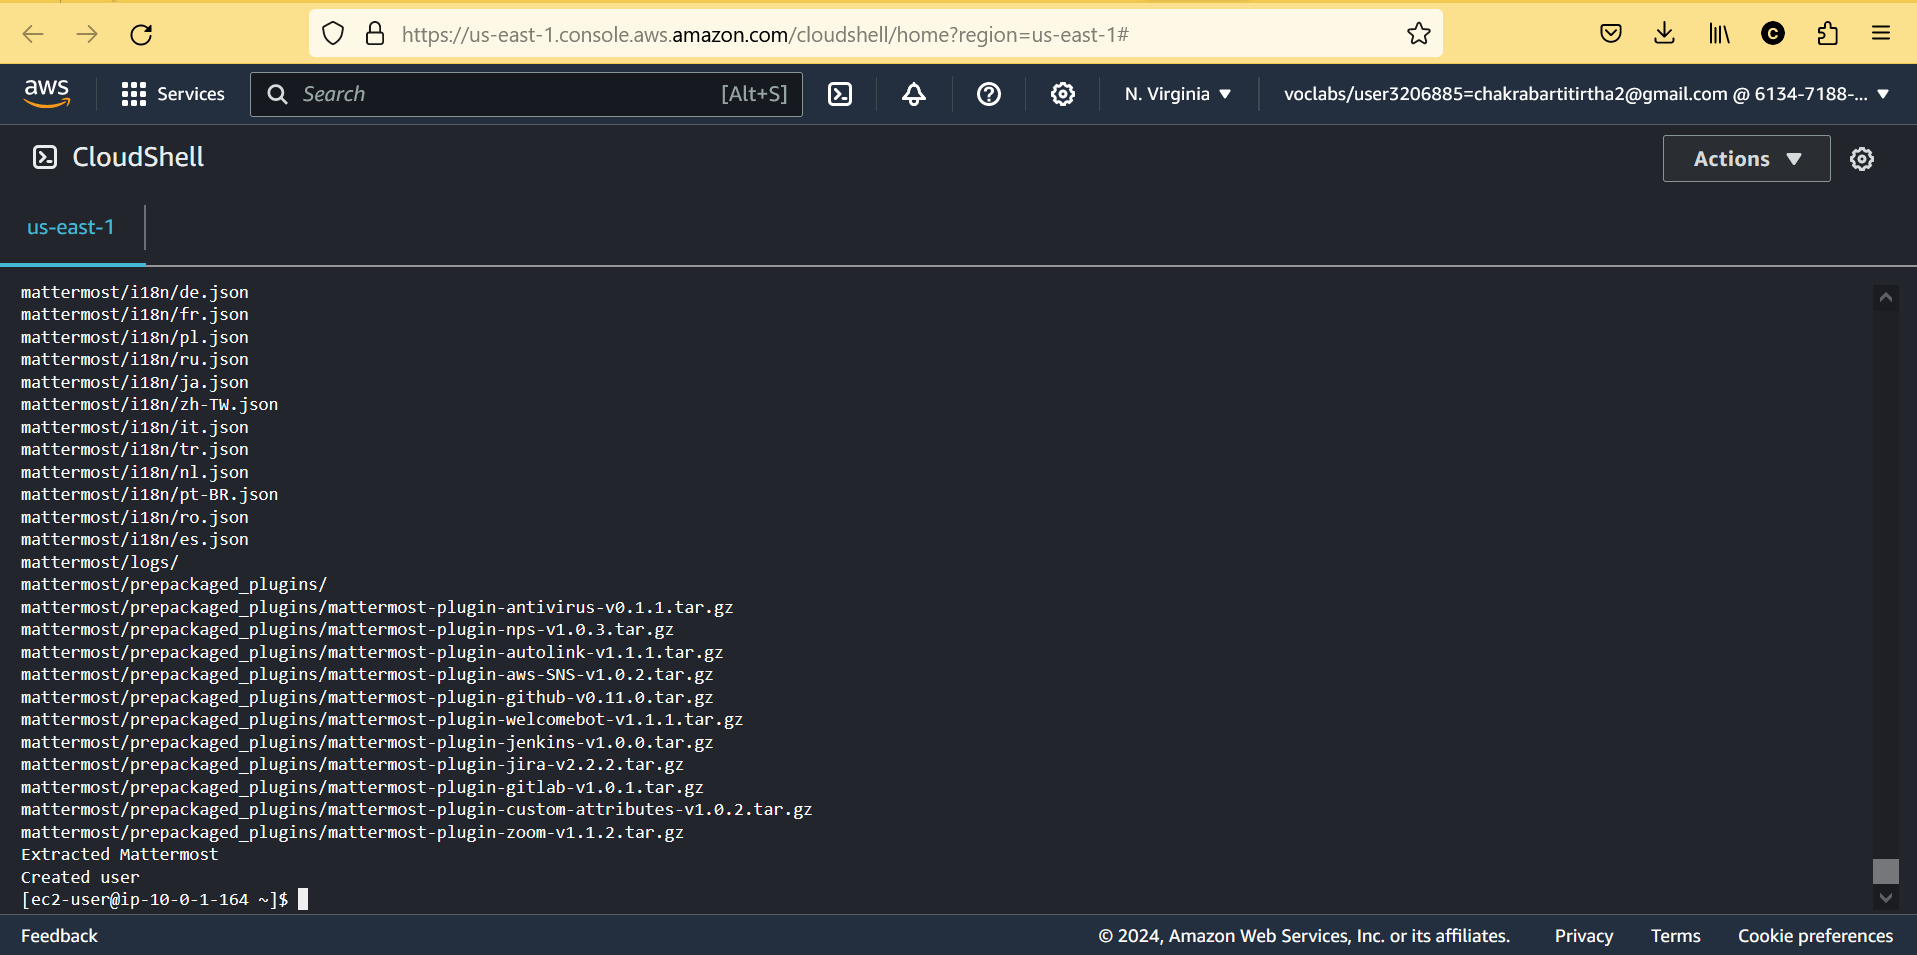 https://us-east-1.console.aws.amazon.com/cloudshell/home?region=us-east-1#
aws
Services
Search
[Alt+S]
N. Virginia
voclabs/user3206885=chakrabartitirtha2@gmail.com @ 6134-7188-...
CloudShell
Actions
us-east-1
mattermost/i18n/de.json
mattermost/i18n/fr.json
mattermost/i18n/pl.json
mattermost/i18n/ru.json
mattermost/i18n/ja.json
mattermost/i18n/zh-TW.json
mattermost/i18n/it.json
mattermost/i18n/tr.json
mattermost/i18n/nl.json
mattermost/i18n/pt-BR.json
mattermost/i18n/ro.json
mattermost/i18n/es.json
mattermost/logs/
mattermost/prepackaged_plugins/
mattermost/prepackaged_plugins/mattermost-plugin-antivirus-v0.1.1.tar.gz
mattermost/prepackaged_plugins/mattermost-plugin-nps-v1.0.3.tar.gz
mattermost/prepackaged_plugins/mattermost-plugin-autolink-v1.1.1.tar.gz
mattermost/prepackaged_plugins/mattermost-plugin-aws-SNS-v1.0.2.tar.gz
mattermost/prepackaged_plugins/mattermost-plugin-github-v0.11.0.tar.gz
mattermost/prepackaged_plugins/mattermost-plugin-welcomebot-v1.1.1.tar.gz
mattermost/prepackaged_plugins/mattermost-plugin-jenkins-v1.0.0.tar.gz
mattermost/prepackaged_plugins/mattermost-plugin-jira-v2.2.2.tar.gz
mattermost/prepackaged_plugins/mattermost-plugin-gitlab-v1.0.1.tar.gz
mattermost/prepackaged_plugins/mattermost-plugin-custom-attributes-v1.0.2.tar.gz
mattermost/prepackaged_plugins/mattermost-plugin-zoom-v1.1.2.tar.gz
Extracted Mattermost
Created user
[ec2-user@ip-10-0-1-164 ~]$
Feedback
© 2024, Amazon Web Services, Inc. or its affiliates.
Privacy
Terms
Cookie preferences